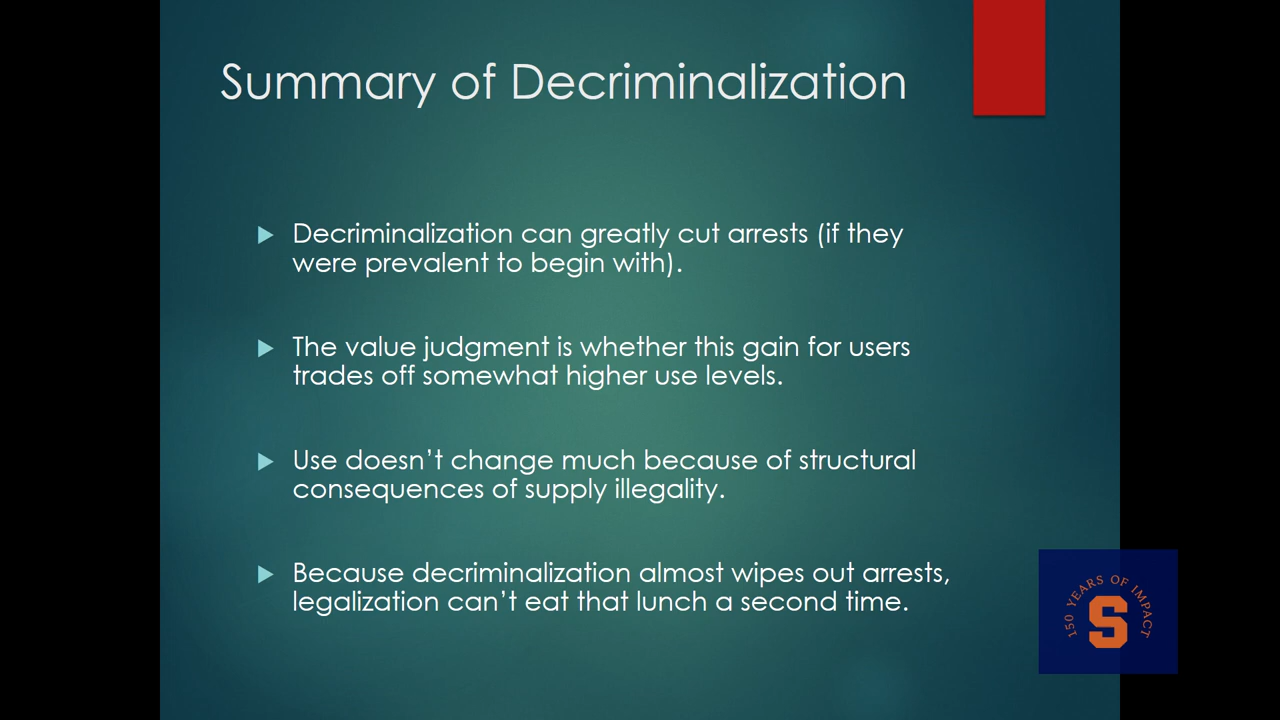 Summary of Decriminalization
Decriminalization can greatly cut arrests (if they
were prevalent to begin with).
The value judgment is whether this gain for users
trades off somewhat higher use levels.
Use doesn’t change much because of structural
consequences of supply illegality.
Because decriminalization almost wipes out arrests,
legalization can’t eat that lunch a second time.
150 YEARS OF IMPACT
S